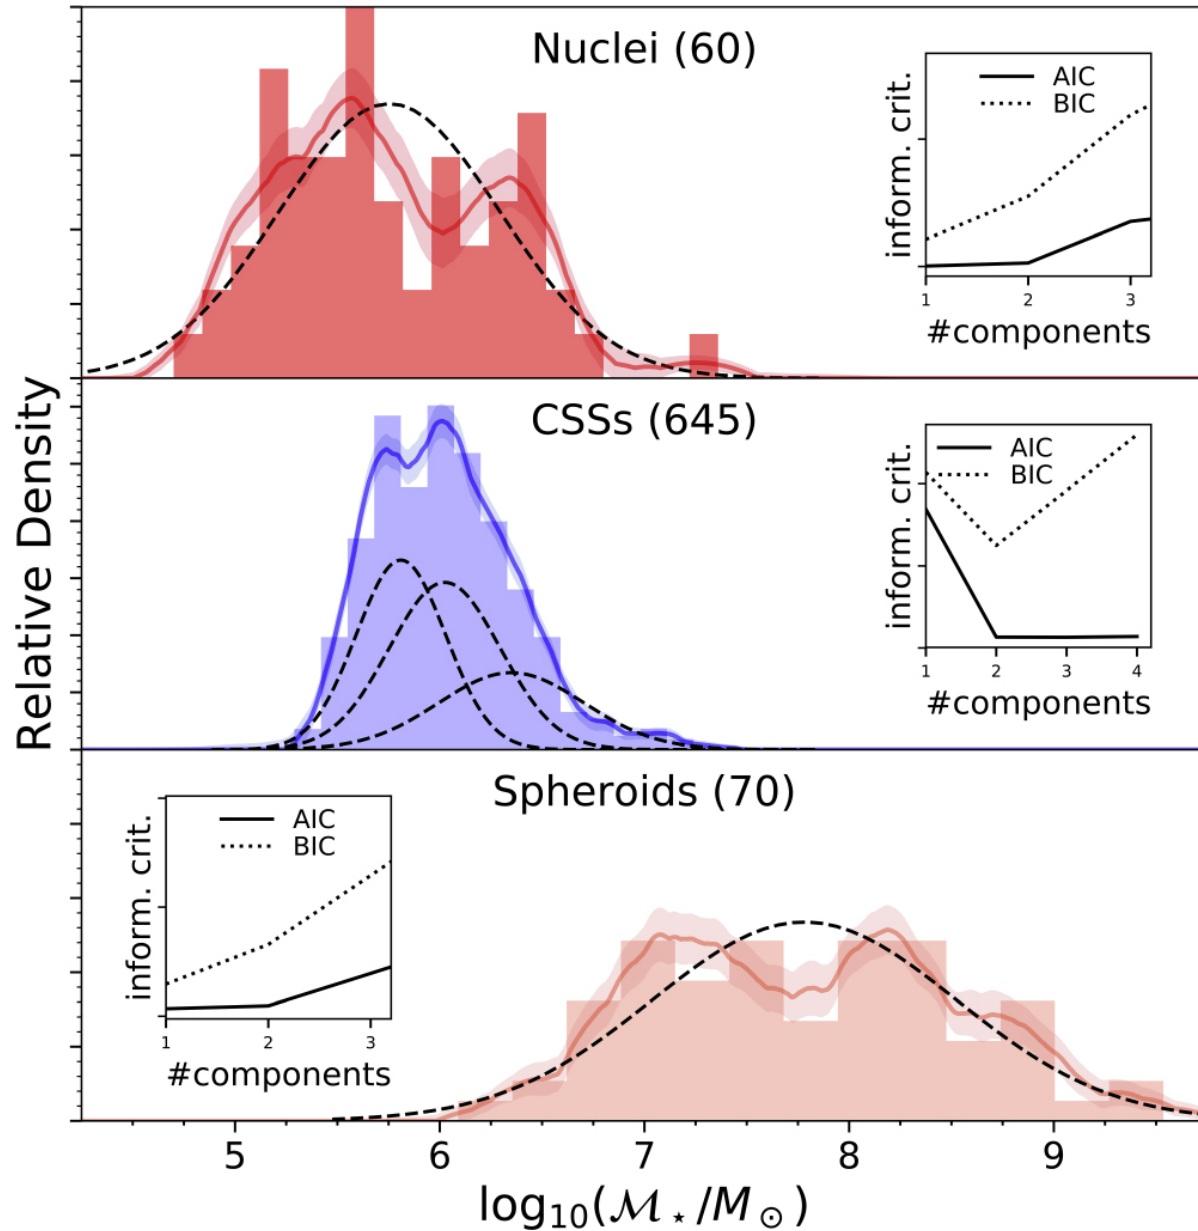 Nuclei (60)
inform. crit.
AIC
BIC
1 2 3
#components
Relative Density
CSSs (645)
inform. crit.
AIC
BIC
1 2 3 4
#components
Spheroids (70)
inform. crit.
AIC
BIC
1 2 3
#components
5 6 7 8 9
log₁₀(ℳ⋆/M⊙)